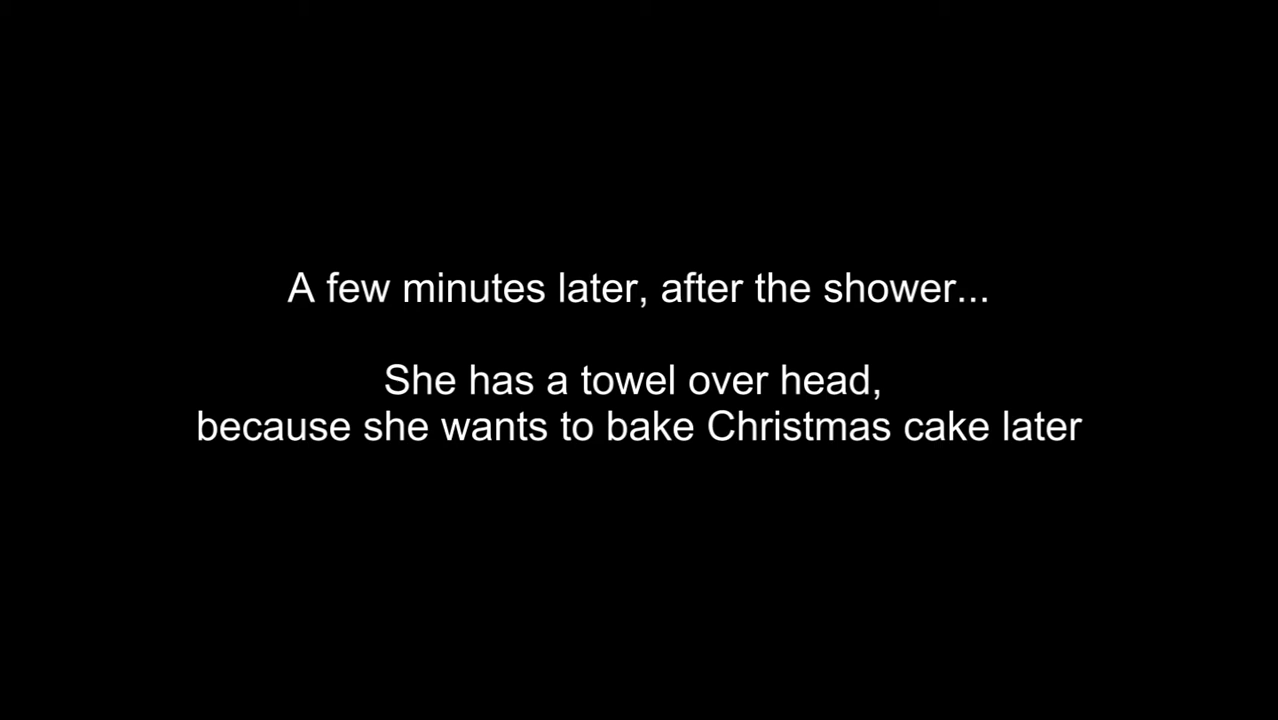 A few minutes later, after the shower...
She has a towel over head,
because she wants to bake Christmas cake later